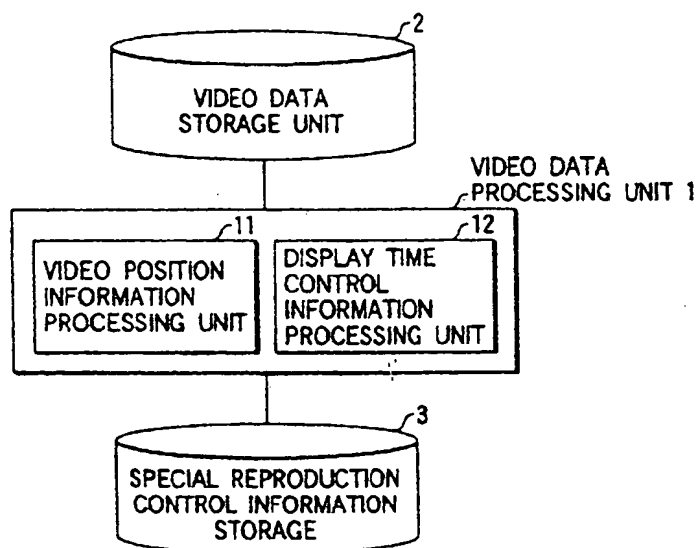 2
VIDEO DATA
STORAGE UNIT
VIDEO DATA
PROCESSING UNIT 1
11
VIDEO POSITION
INFORMATION
PROCESSING UNIT
12
DISPLAY TIME
CONTROL
INFORMATION
PROCESSING UNIT
3
SPECIAL REPRODUCTION
CONTROL INFORMATION
STORAGE